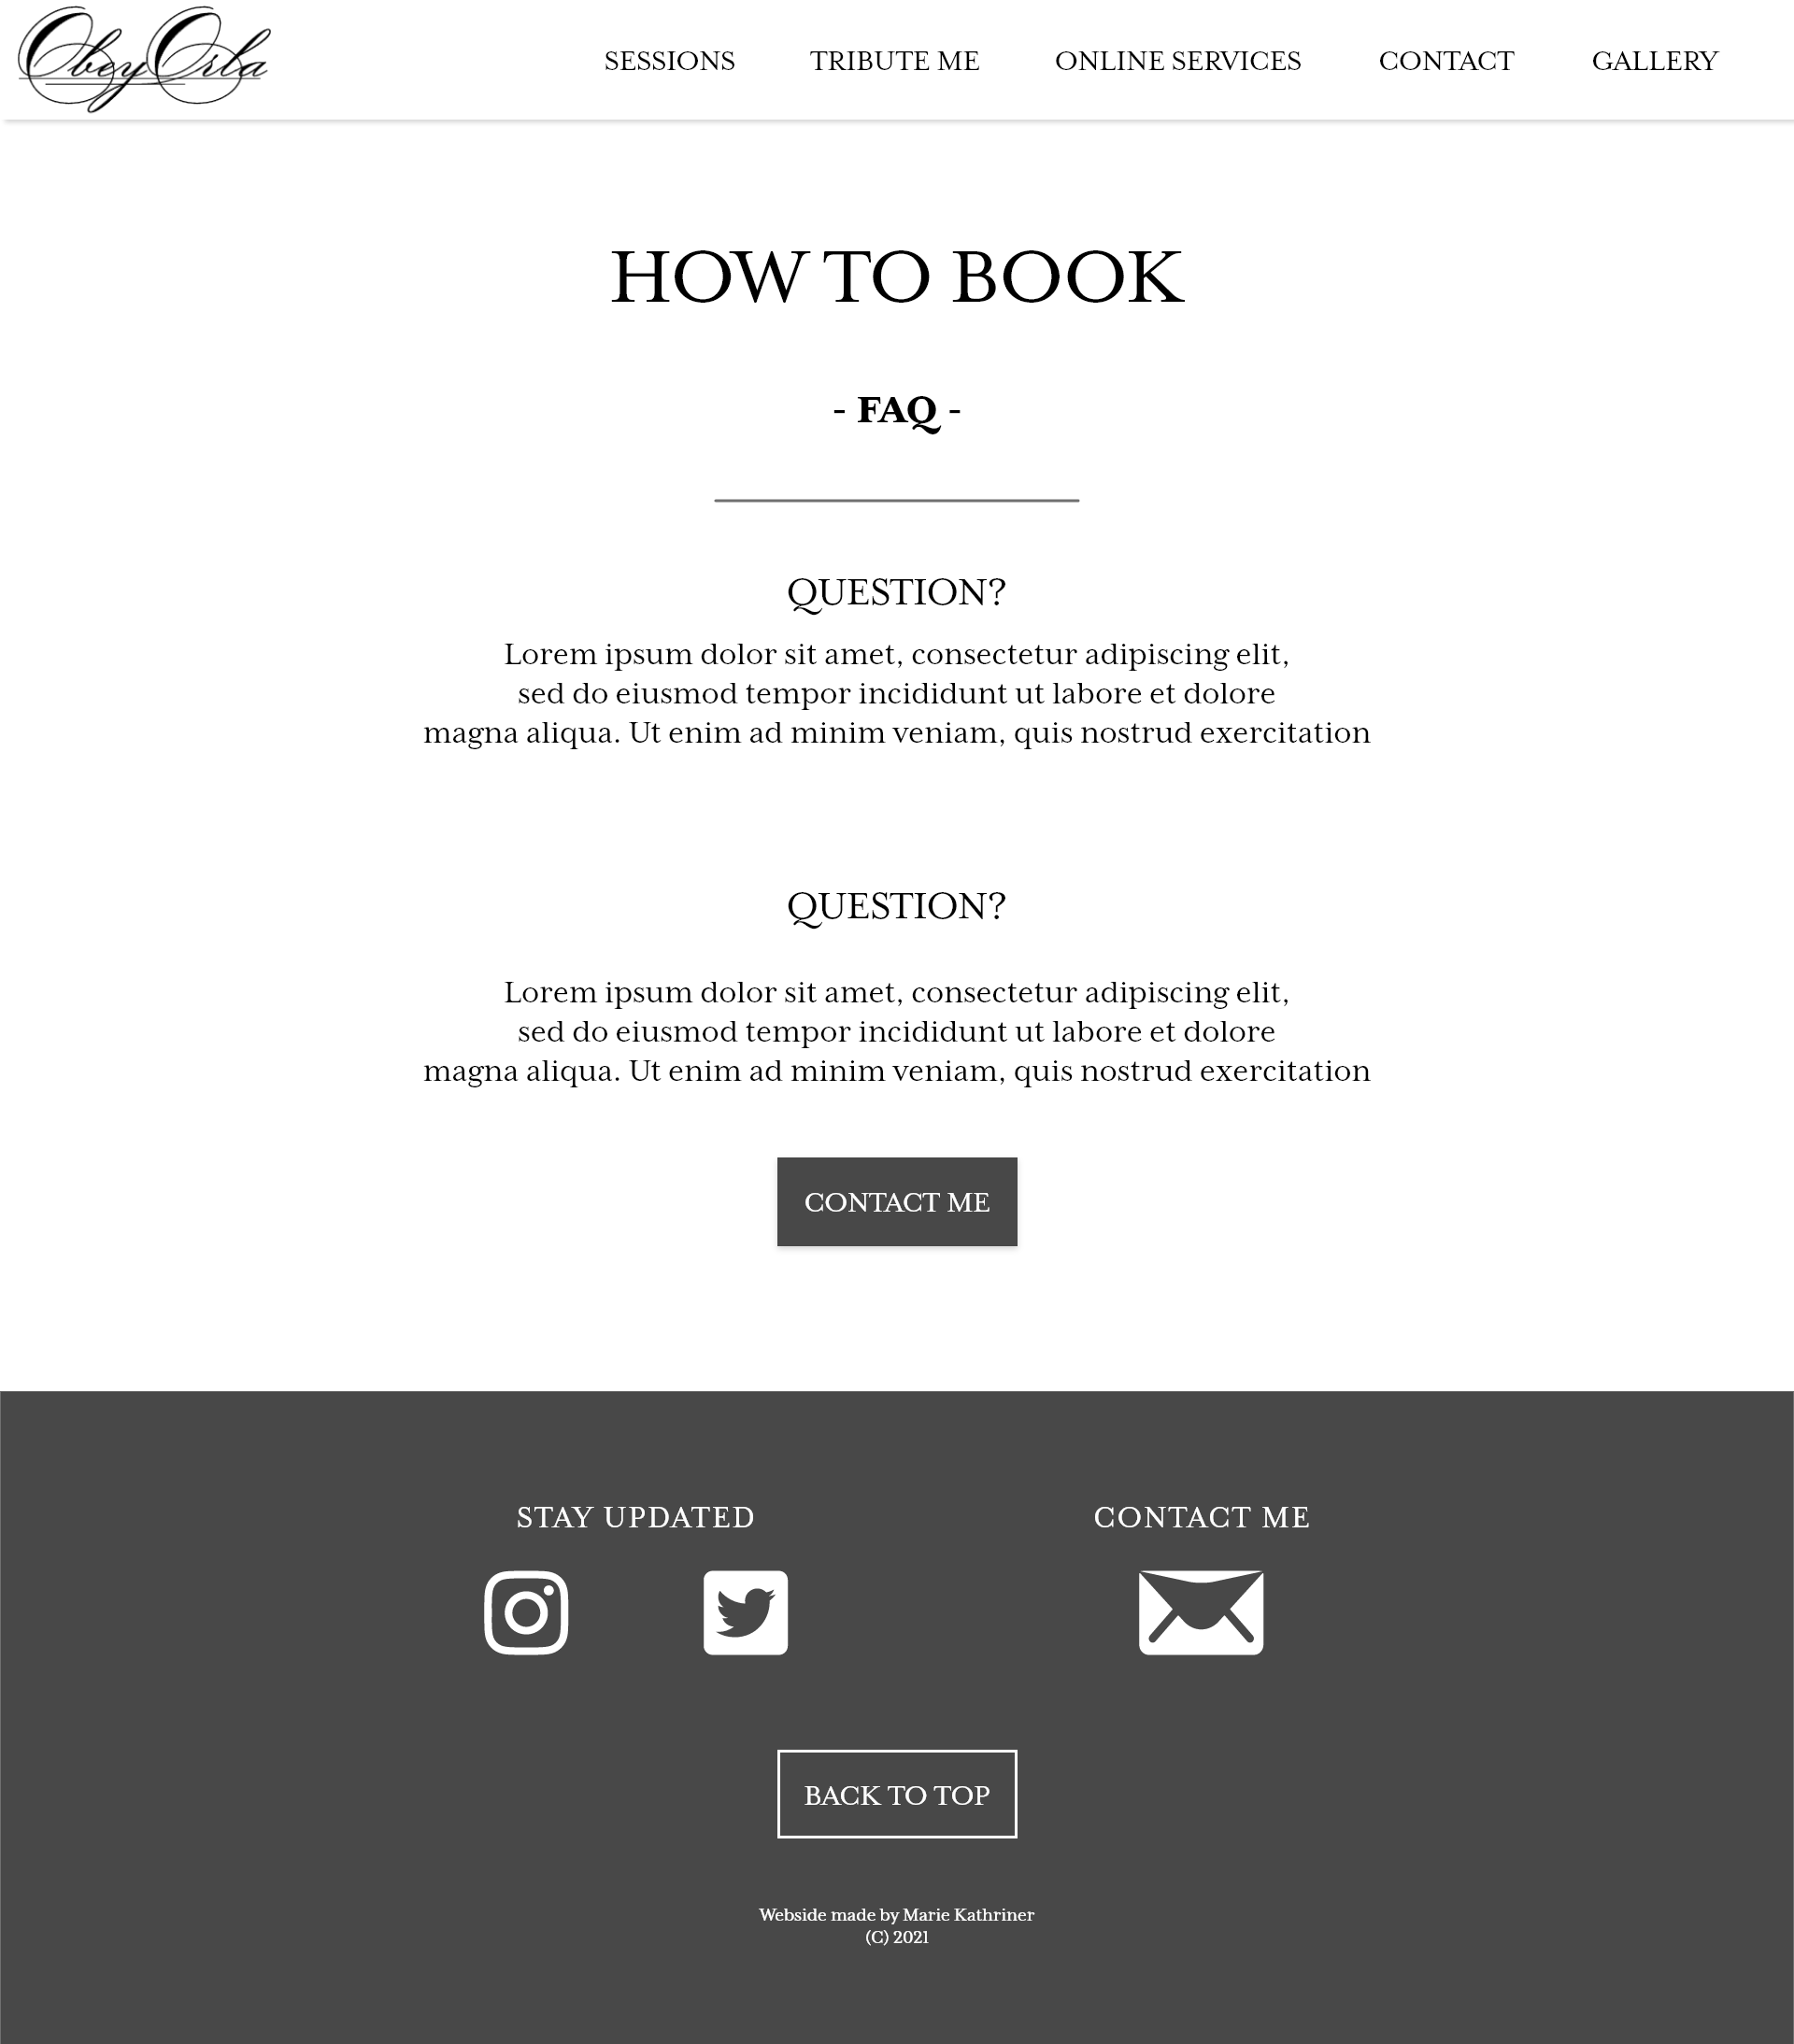 ObeyOrla
SESSIONS TRIBUTE ME ONLINE SERVICES CONTACT GALLERY
HOW TO BOOK
- FAQ -
QUESTION?
Lorem ipsum dolor sit amet, consectetur adipiscing elit,
sed do eiusmod tempor incididunt ut labore et dolore
magna aliqua. Ut enim ad minim veniam, quis nostrud exercitation
QUESTION?
Lorem ipsum dolor sit amet, consectetur adipiscing elit,
sed do eiusmod tempor incididunt ut labore et dolore
magna aliqua. Ut enim ad minim veniam, quis nostrud exercitation
CONTACT ME
STAY UPDATED CONTACT ME
BACK TO TOP
Webside made by Marie Kathriner
(C) 2021